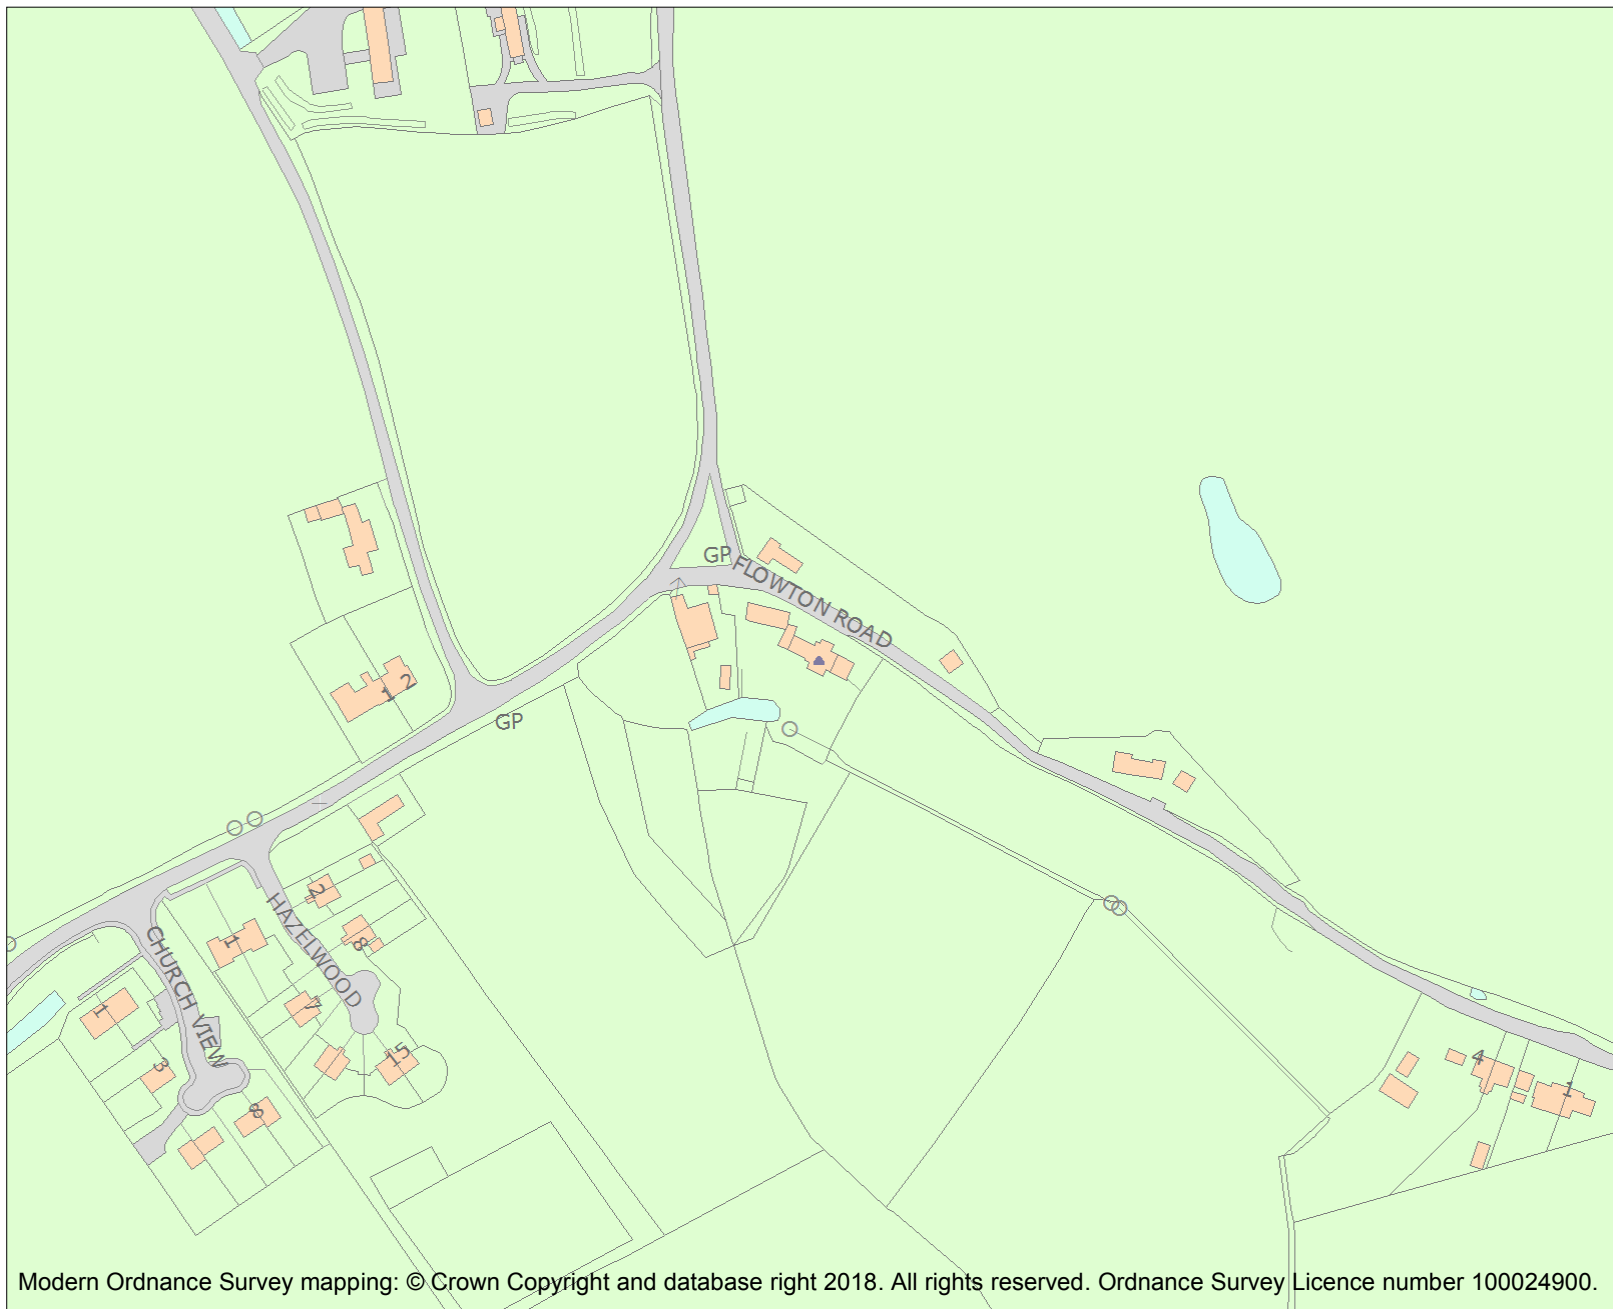 GP
FLOWTON ROAD
1
2
GP
HAZELWOOD
2
1
8
7
15
CHURCH VIEW
1
3
8
4
1
Modern Ordnance Survey mapping: © Crown Copyright and database right 2018. All rights reserved. Ordnance Survey Licence number 100024900.